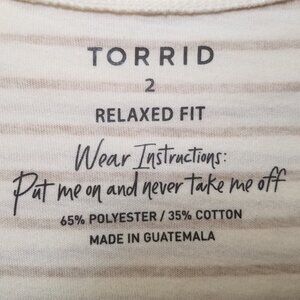 TORRID
2
RELAXED FIT
Wear Instructions:
Put me on and never take me off
65% POLYESTER / 35% COTTON
MADE IN GUATEMALA